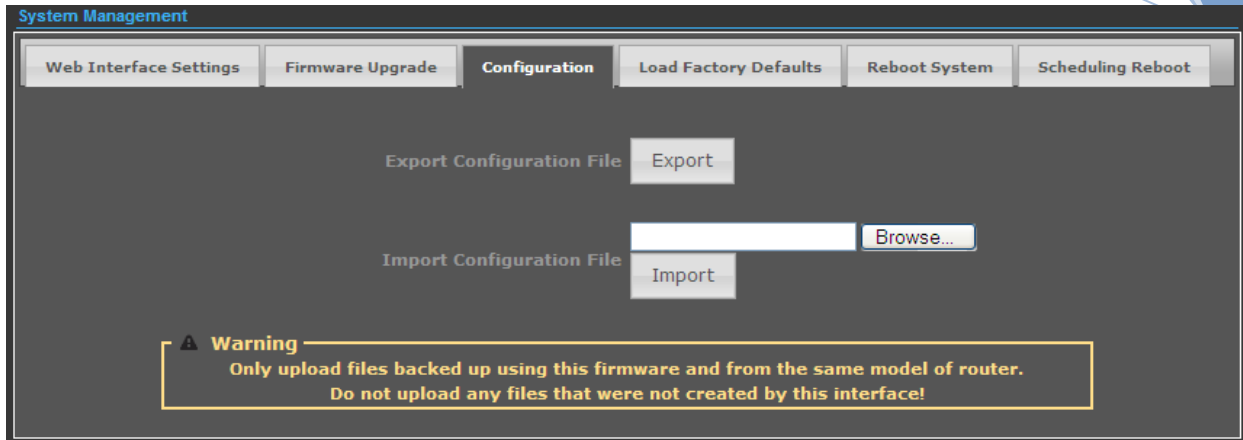 System Management
Web Interface Settings Firmware Upgrade Configuration Load Factory Defaults Reboot System Scheduling Reboot
Export Configuration File Export
Browse...
Import Configuration File
Import
Warning
Only upload files backed up using this firmware and from the same model of router.
Do not upload any files that were not created by this interface!